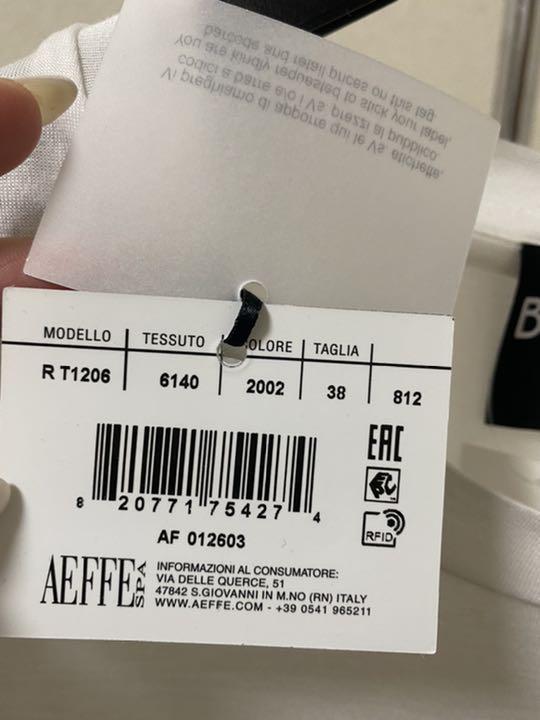 Vi preghiamo di apporre qui le Vs. etichette,
codici a barre e/o i Vs. prezzi al pubblico.
You are kindly requested to stick your label,
barcode and retail prices on this tag.
B
MODELLO TESSUTO COLORE TAGLIA
R T1206 6140 2002 38 812
EAC
8 20771 75427 4
RFID
AF 012603
AEFFE SPA
INFORMAZIONI AL CONSUMATORE:
VIA DELLE QUERCE, 51
47842 S.GIOVANNI IN M.NO (RN) ITALY
WWW.AEFFE.COM - +39 0541 965211